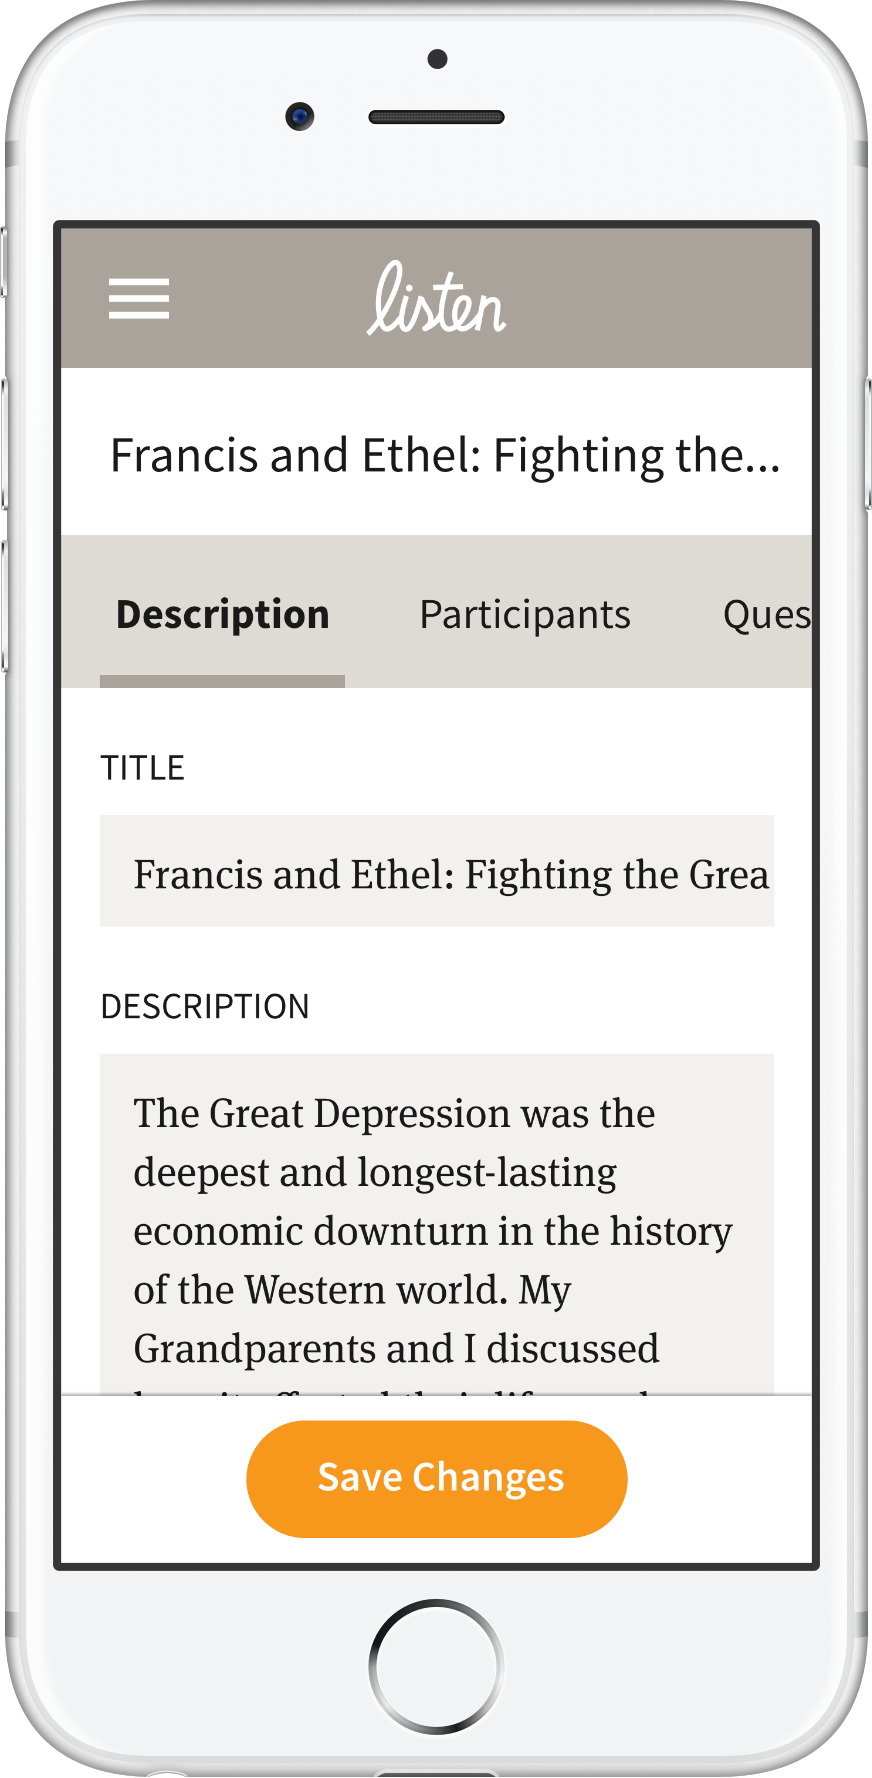 listen
Francis and Ethel: Fighting the...
Description Participants Ques
TITLE
Francis and Ethel: Fighting the Grea
DESCRIPTION
The Great Depression was the
deepest and longest-lasting
economic downturn in the history
of the Western world. My
Grandparents and I discussed
Save Changes